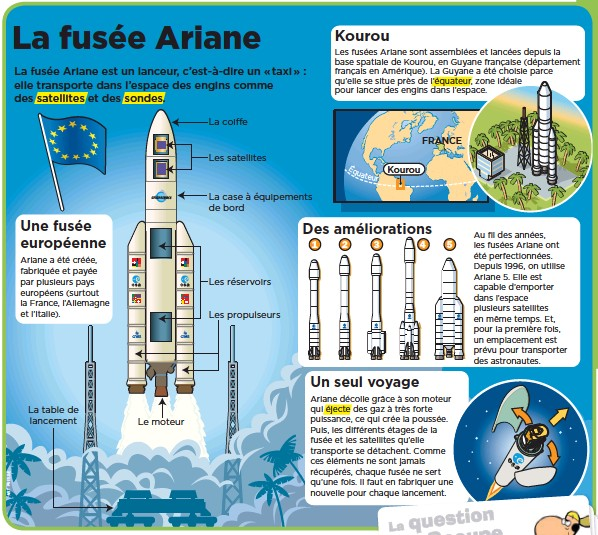 La fusée Ariane
La fusée Ariane est un lanceur, c'est-à-dire un «taxi» :
elle transporte dans l'espace des engins comme
des satellites et des sondes.
Kourou
Les fusées Ariane sont assemblées et lancées depuis la
base spatiale de Kourou, en Guyane française (département
français en Amérique). La Guyane a été choisie parce
qu'elle se situe près de l'équateur, zone idéale
pour lancer des engins dans l'espace.
FRANCE
Équateur
Kourou
La coiffe
Les satellites
La case à équipements
de bord
Les réservoirs
Les propulseurs
Le moteur
La table de
lancement
Une fusée
européenne
Ariane a été créée,
fabriquée et payée
par plusieurs pays
européens (surtout
la France, l'Allemagne
et l'Italie).
esa
esa
cnes
cnes
Des améliorations
1
2
3
4
5
Au fil des années,
les fusées Ariane ont
été perfectionnées.
Depuis 1996, on utilise
Ariane 5. Elle est
capable d'emporter
dans l'espace
plusieurs satellites
en même temps. Et,
pour la première fois,
un emplacement est
prévu pour transporter
des astronautes.
Un seul voyage
Ariane décolle grâce à son moteur
qui éjecte des gaz à très forte
puissance, ce qui crée la poussée.
Puis, les différents étages de la
fusée et les satellites qu'elle
transporte se détachent. Comme
ces éléments ne sont jamais
récupérés, chaque fusée ne sert
qu'une fois. Il faut en fabriquer une
nouvelle pour chaque lancement.
La question